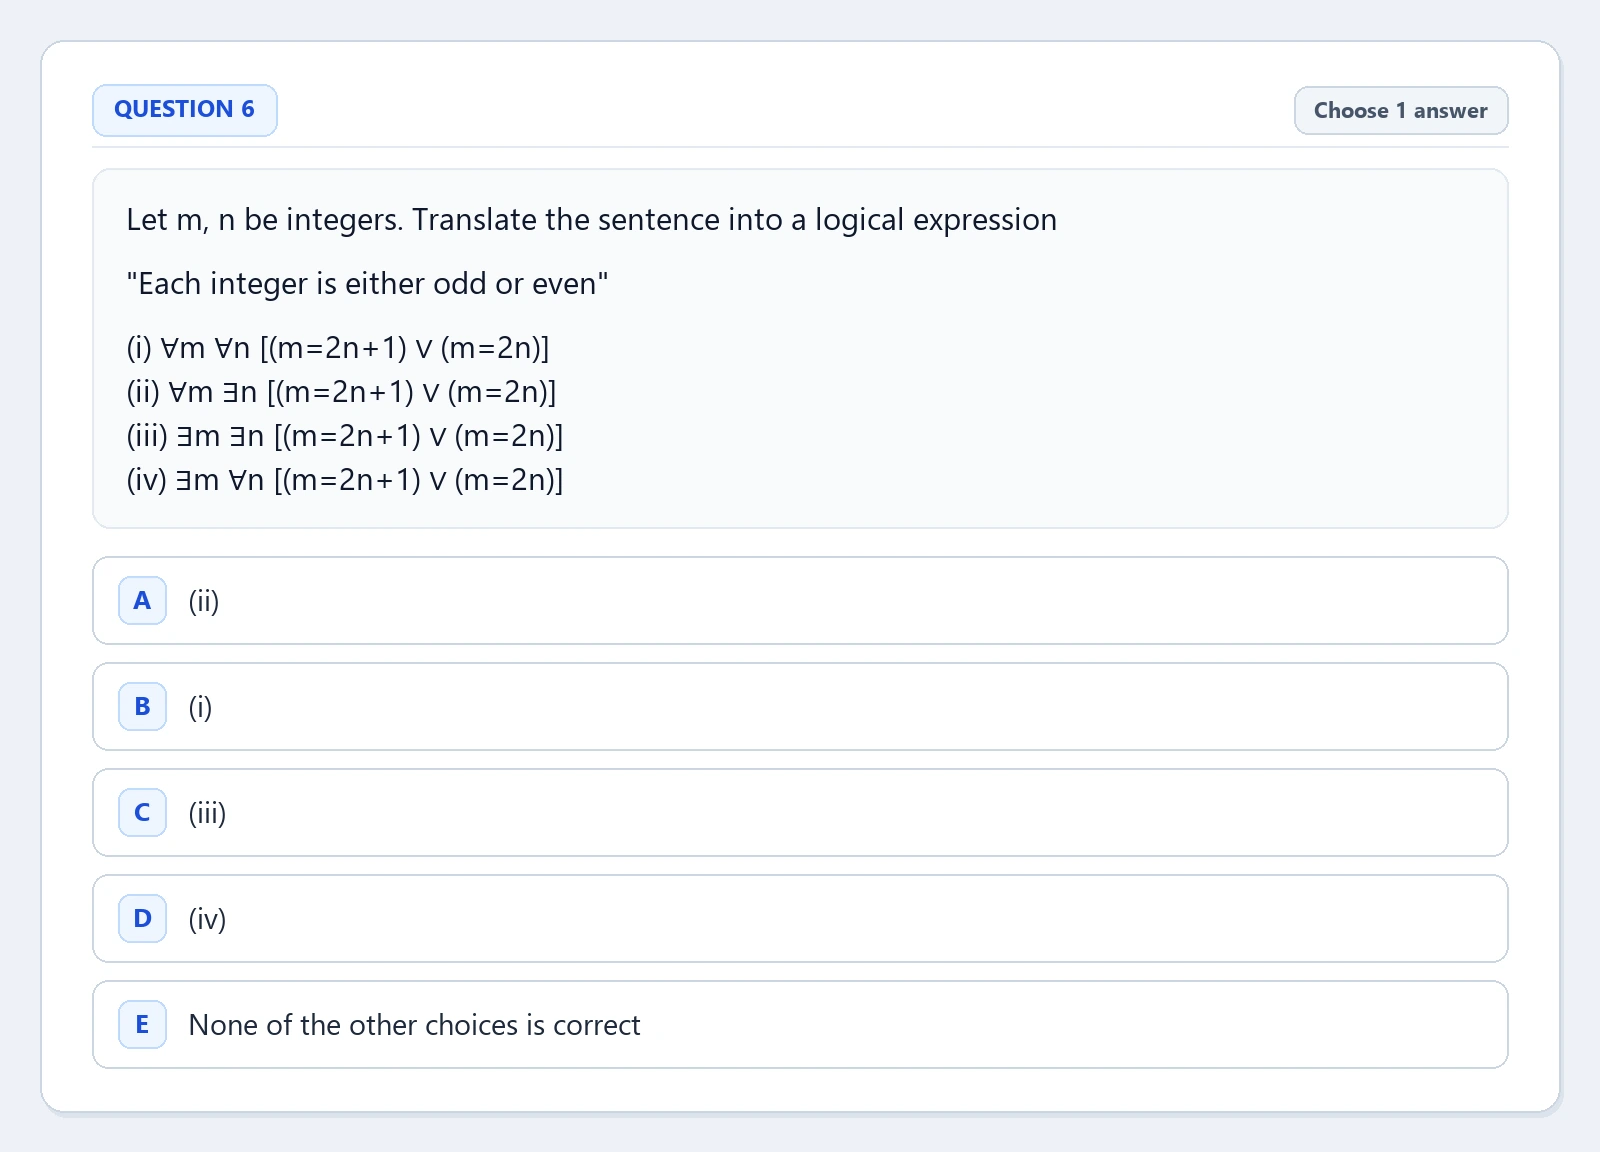 QUESTION 6
Choose 1 answer
Let m, n be integers. Translate the sentence into a logical expression
"Each integer is either odd or even"
(i) ∀m ∀n [(m=2n+1) ∨ (m=2n)]
(ii) ∀m ∃n [(m=2n+1) ∨ (m=2n)]
(iii) ∃m ∃n [(m=2n+1) ∨ (m=2n)]
(iv) ∃m ∀n [(m=2n+1) ∨ (m=2n)]
A (ii)
B (i)
C (iii)
D (iv)
E None of the other choices is correct